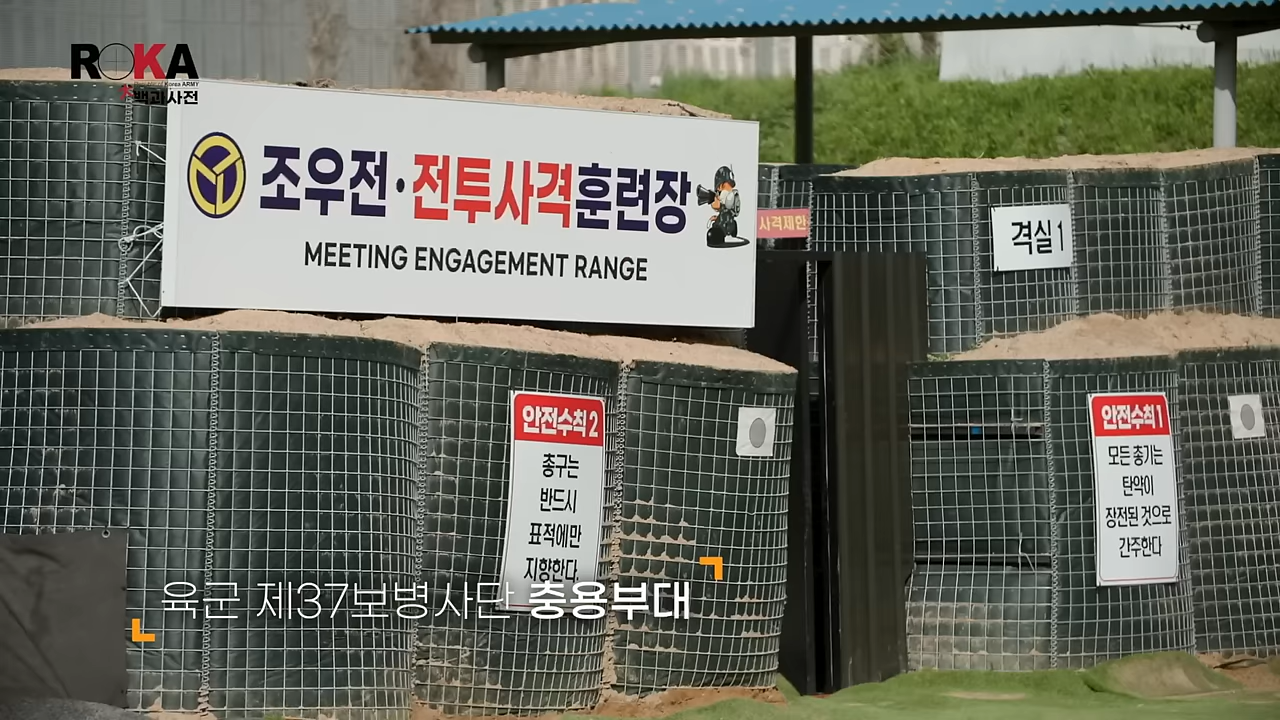 ROKA
Republic of Korea ARMY
백과사전
조우전·전투사격훈련장
MEETING ENGAGEMENT RANGE
사격제한
격실 1
안전수칙 2
총구는
반드시
표적에만
지향한다
안전수칙 1
모든 총기는
탄약이
장전된 것으로
간주한다
육군 제37보병사단 충용부대